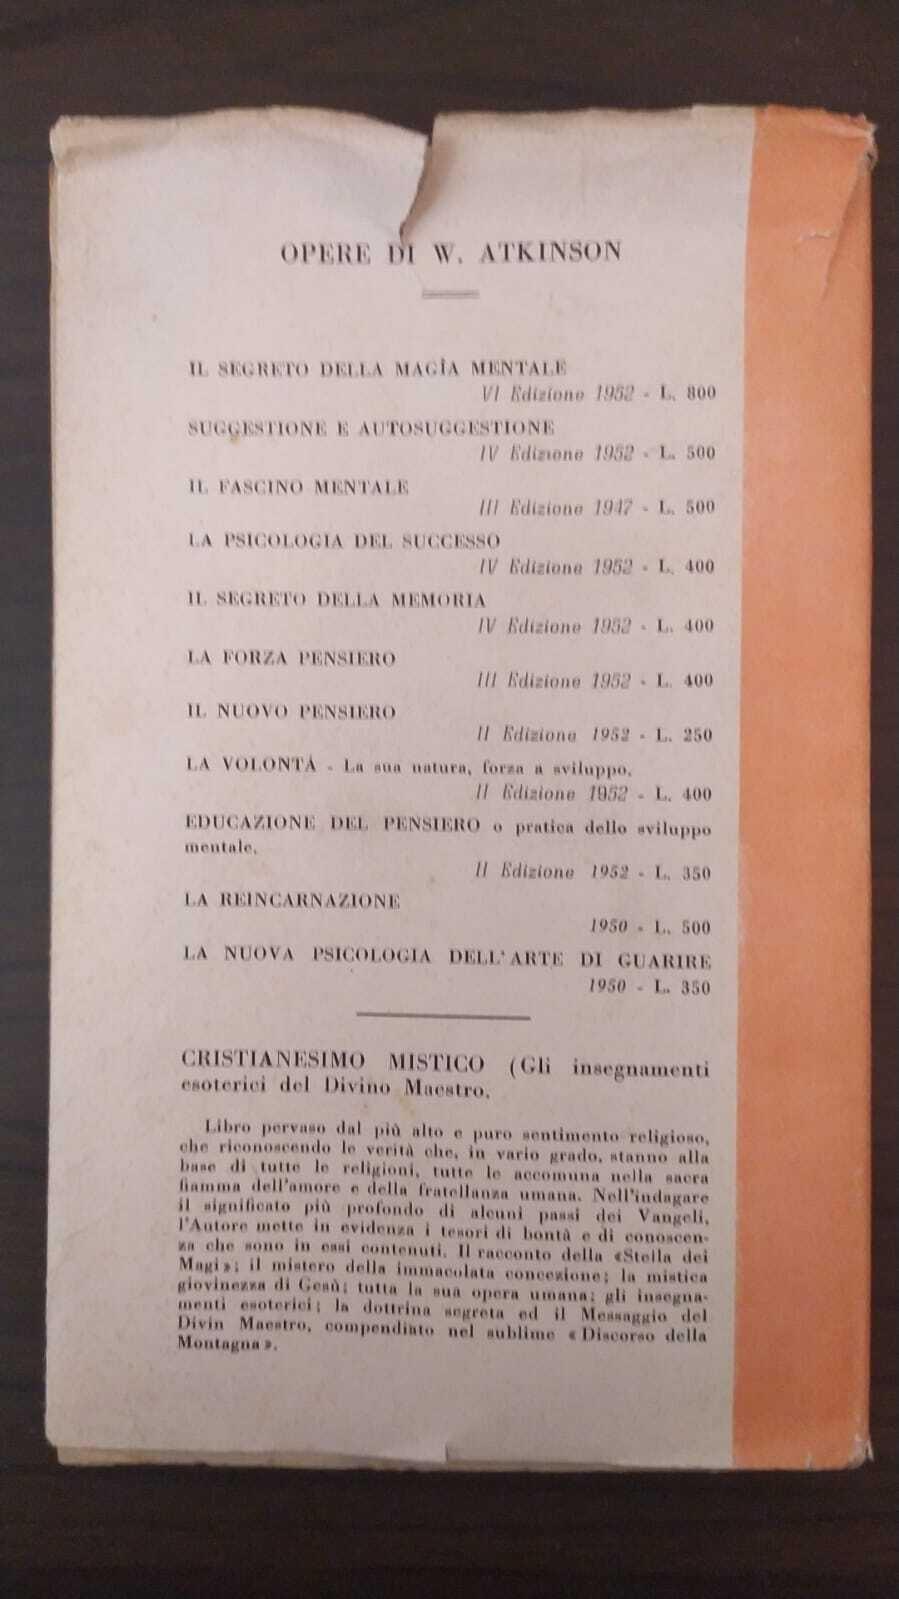 OPERE DI W. ATKINSON
IL SEGRETO DELLA MAGÌA MENTALE
VI Edizione 1952 - L. 800
SUGGESTIONE E AUTOSUGGESTIONE
IV Edizione 1952 - L. 500
IL FASCINO MENTALE
III Edizione 1947 - L. 500
LA PSICOLOGIA DEL SUCCESSO
IV Edizione 1952 - L. 400
IL SEGRETO DELLA MEMORIA
IV Edizione 1952 - L. 400
LA FORZA PENSIERO
III Edizione 1952 - L. 400
IL NUOVO PENSIERO
II Edizione 1952 - L. 250
LA VOLONTÁ - La sua natura, forza a sviluppo.
II Edizione 1952 - L. 400
EDUCAZIONE DEL PENSIERO o pratica dello sviluppo
mentale.
II Edizione 1952 - L. 350
LA REINCARNAZIONE
1950 - L. 500
LA NUOVA PSICOLOGIA DELL'ARTE DI GUARIRE
1950 - L. 350
CRISTIANESIMO MISTICO (Gli insegnamenti
esoterici del Divino Maestro.
Libro pervaso dal più alto e puro sentimento religioso,
che riconoscendo le verità che, in vario grado, stanno alla
base di tutte le religioni, tutte le accomuna nella sacra
fiamma dell'amore e della fratellanza umana. Nell'indagare
il significato più profondo di alcuni passi dei Vangeli,
l'Autore mette in evidenza i tesori di bontà e di conoscen-
za che sono in essi contenuti. Il racconto della «Stella dei
Magi»; il mistero della immacolata concezione; la mistica
giovinezza di Gesù; tutta la sua opera umana; gli insegna-
menti esoterici; la dottrina segreta ed il Messaggio del
Divin Maestro, compendiato nel sublime «Discorso della
Montagna».